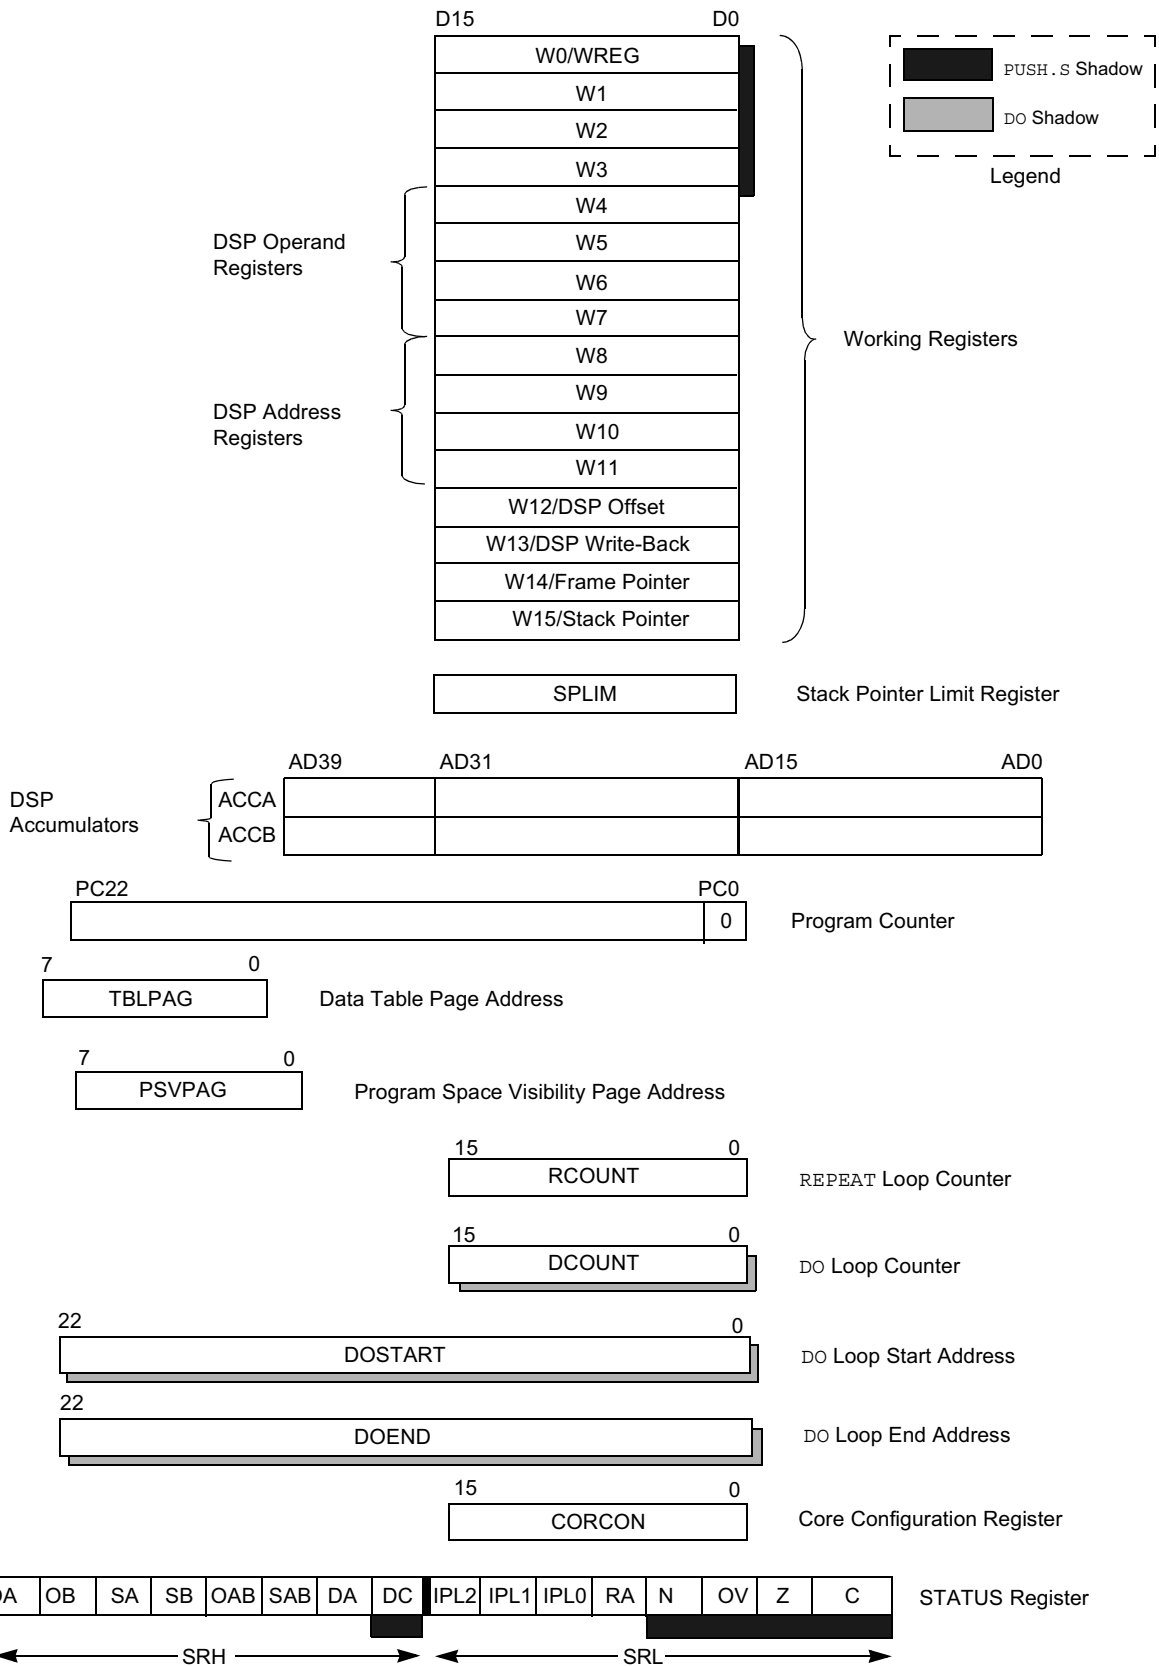 D15 D0
W0/WREG
PUSH.S Shadow
W1
DO Shadow
W2
W3
Legend
W4
DSP Operand
Registers
W5
W6
W7
Working Registers
W8
W9
DSP Address
Registers
W10
W11
W12/DSP Offset
W13/DSP Write-Back
W14/Frame Pointer
W15/Stack Pointer
SPLIM Stack Pointer Limit Register
AD39 AD31 AD15 AD0
DSP
Accumulators
ACCA
ACCB
PC22 PC0
0 Program Counter
7 0
TBLPAG Data Table Page Address
7 0
PSVPAG Program Space Visibility Page Address
15 0
RCOUNT REPEAT Loop Counter
15 0
DCOUNT DO Loop Counter
22 0
DOSTART DO Loop Start Address
22
DOEND DO Loop End Address
15 0
CORCON Core Configuration Register
OB SA SB OAB SAB DA DC IPL2 IPL1 IPL0 RA N OV Z C STATUS Register
SRH SRL